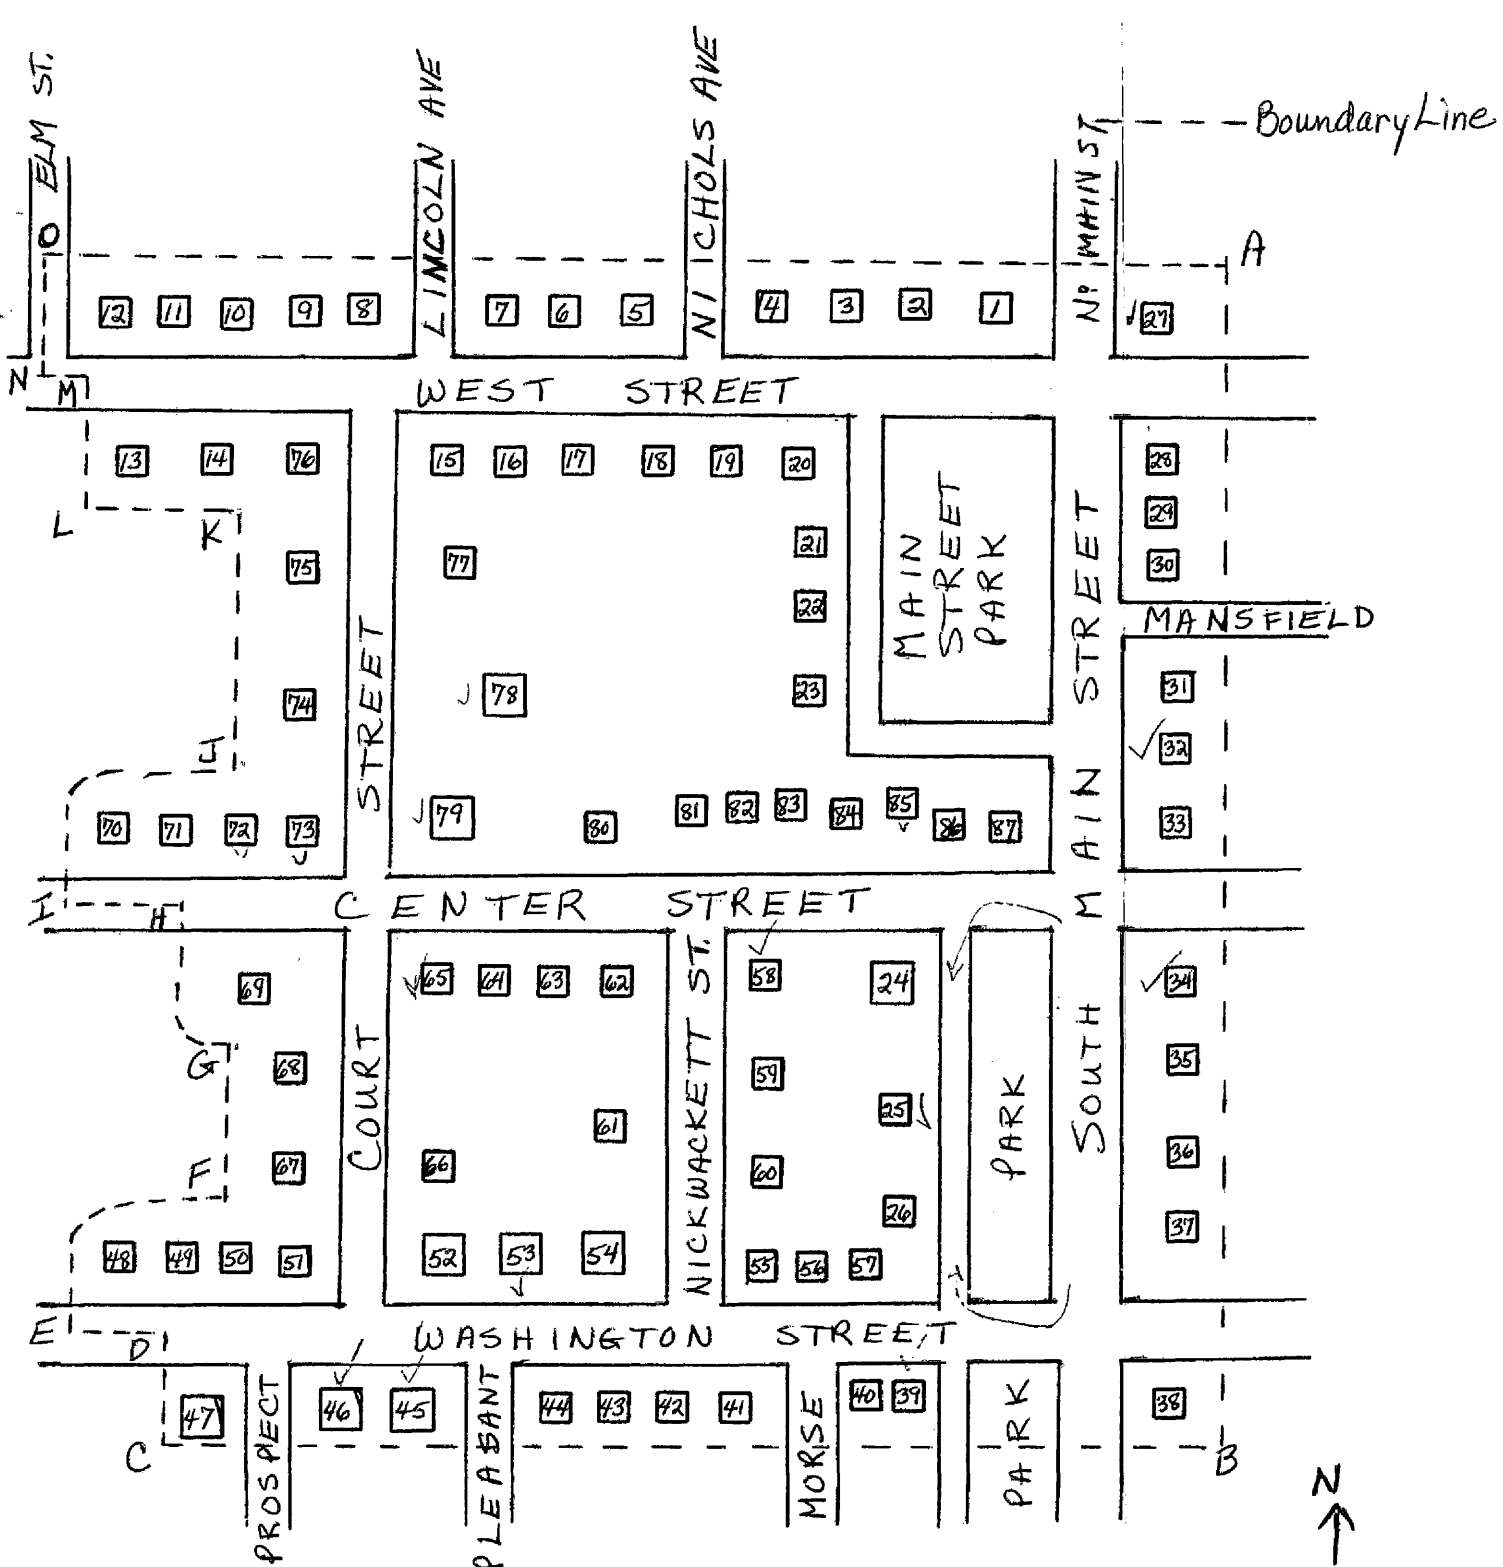 ELM ST.
LINCOLN AVE
NICHOLS AVE
Nº MAIN ST
Boundary Line
O
A
12 11 10 9 8 7 6 5 4 3 2 1 27
N M WEST STREET
13 14 76 15 16 17 18 19 20 28
L K
29
75 77 21 30
MAIN STREET PARK
22
MANSFIELD
74 78 23 31
J
32
70 71 72 73 79 80 81 82 83 84 85 86 87 33
I H CENTER STREET
COURT STREET
NICKWACKETT ST.
SOUTH MAIN STREET
69 65 64 63 62 58 24 34
G 68 59 35
61 25
PARK
F 67 66 60 36
26 37
48 49 50 51 52 53 54 55 56 57
E D WASHINGTON STREET
47 46 45 44 43 42 41 40 39 38
C B
PROSPECT
PLEASANT
MORSE
PARK
N